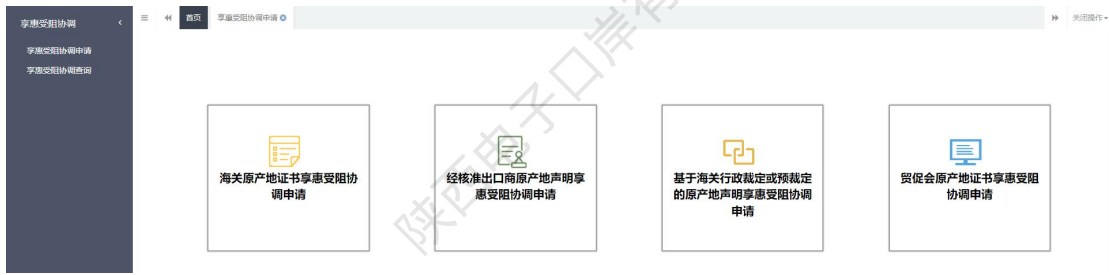 享惠受阻协调
首页
享惠受阻协调申请
关闭操作
享惠受阻协调申请
享惠受阻协调查询
海关原产地证书享惠受阻协
调申请
经核准出口商原产地声明享
惠受阻协调申请
基于海关行政裁定或预裁定
的原产地声明享惠受阻协调
申请
贸促会原产地证书享惠受阻
协调申请
陕西电子口岸有